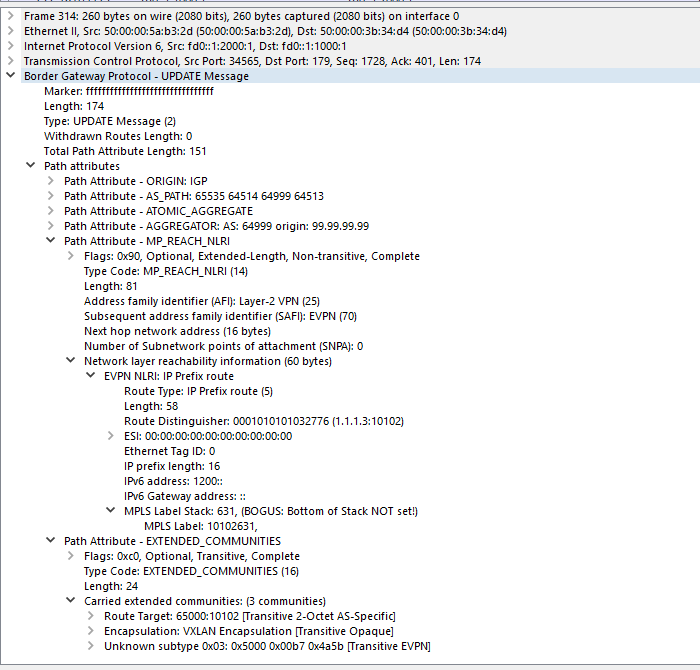 Frame 314: 260 bytes on wire (2080 bits), 260 bytes captured (2080 bits) on interface 0
Ethernet II, Src: 50:00:00:5a:b3:2d (50:00:00:5a:b3:2d), Dst: 50:00:00:3b:34:d4 (50:00:00:3b:34:d4)
Internet Protocol Version 6, Src: fd0::1:2000:1, Dst: fd0::1:1000:1
Transmission Control Protocol, Src Port: 34565, Dst Port: 179, Seq: 1728, Ack: 401, Len: 174
Border Gateway Protocol - UPDATE Message
Marker: ffffffffffffffffffffffffffffffff
Length: 174
Type: UPDATE Message (2)
Withdrawn Routes Length: 0
Total Path Attribute Length: 151
Path attributes
Path Attribute - ORIGIN: IGP
Path Attribute - AS_PATH: 65535 64514 64999 64513
Path Attribute - ATOMIC_AGGREGATE
Path Attribute - AGGREGATOR: AS: 64999 origin: 99.99.99.99
Path Attribute - MP_REACH_NLRI
Flags: 0x90, Optional, Extended-Length, Non-transitive, Complete
Type Code: MP_REACH_NLRI (14)
Length: 81
Address family identifier (AFI): Layer-2 VPN (25)
Subsequent address family identifier (SAFI): EVPN (70)
Next hop network address (16 bytes)
Number of Subnetwork points of attachment (SNPA): 0
Network layer reachability information (60 bytes)
EVPN NLRI: IP Prefix route
Route Type: IP Prefix route (5)
Length: 58
Route Distinguisher: 0001010101032776 (1.1.1.3:10102)
ESI: 00:00:00:00:00:00:00:00:00:00
Ethernet Tag ID: 0
IP prefix length: 16
IPv6 address: 1200::
IPv6 Gateway address: ::
MPLS Label Stack: 631, (BOGUS: Bottom of Stack NOT set!)
MPLS Label: 10102631,
Path Attribute - EXTENDED_COMMUNITIES
Flags: 0xc0, Optional, Transitive, Complete
Type Code: EXTENDED_COMMUNITIES (16)
Length: 24
Carried extended communities: (3 communities)
Route Target: 65000:10102 [Transitive 2-Octet AS-Specific]
Encapsulation: VXLAN Encapsulation [Transitive Opaque]
Unknown subtype 0x03: 0x5000 0x00b7 0x4a5b [Transitive EVPN]